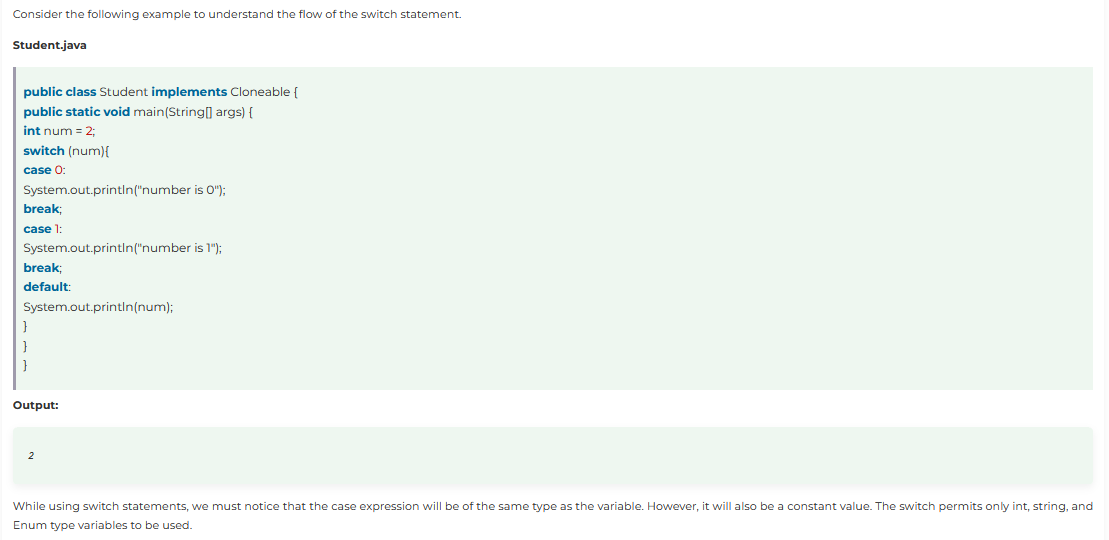 Consider the following example to understand the flow of the switch statement.
Student.java
public class Student implements Cloneable {
public static void main(String[] args) {
int num = 2;
switch (num){
case 0:
System.out.println("number is 0");
break;
case 1:
System.out.println("number is 1");
break;
default:
System.out.println(num);
}
}
}
Output:
2
While using switch statements, we must notice that the case expression will be of the same type as the variable. However, it will also be a constant value. The switch permits only int, string, and
Enum type variables to be used.